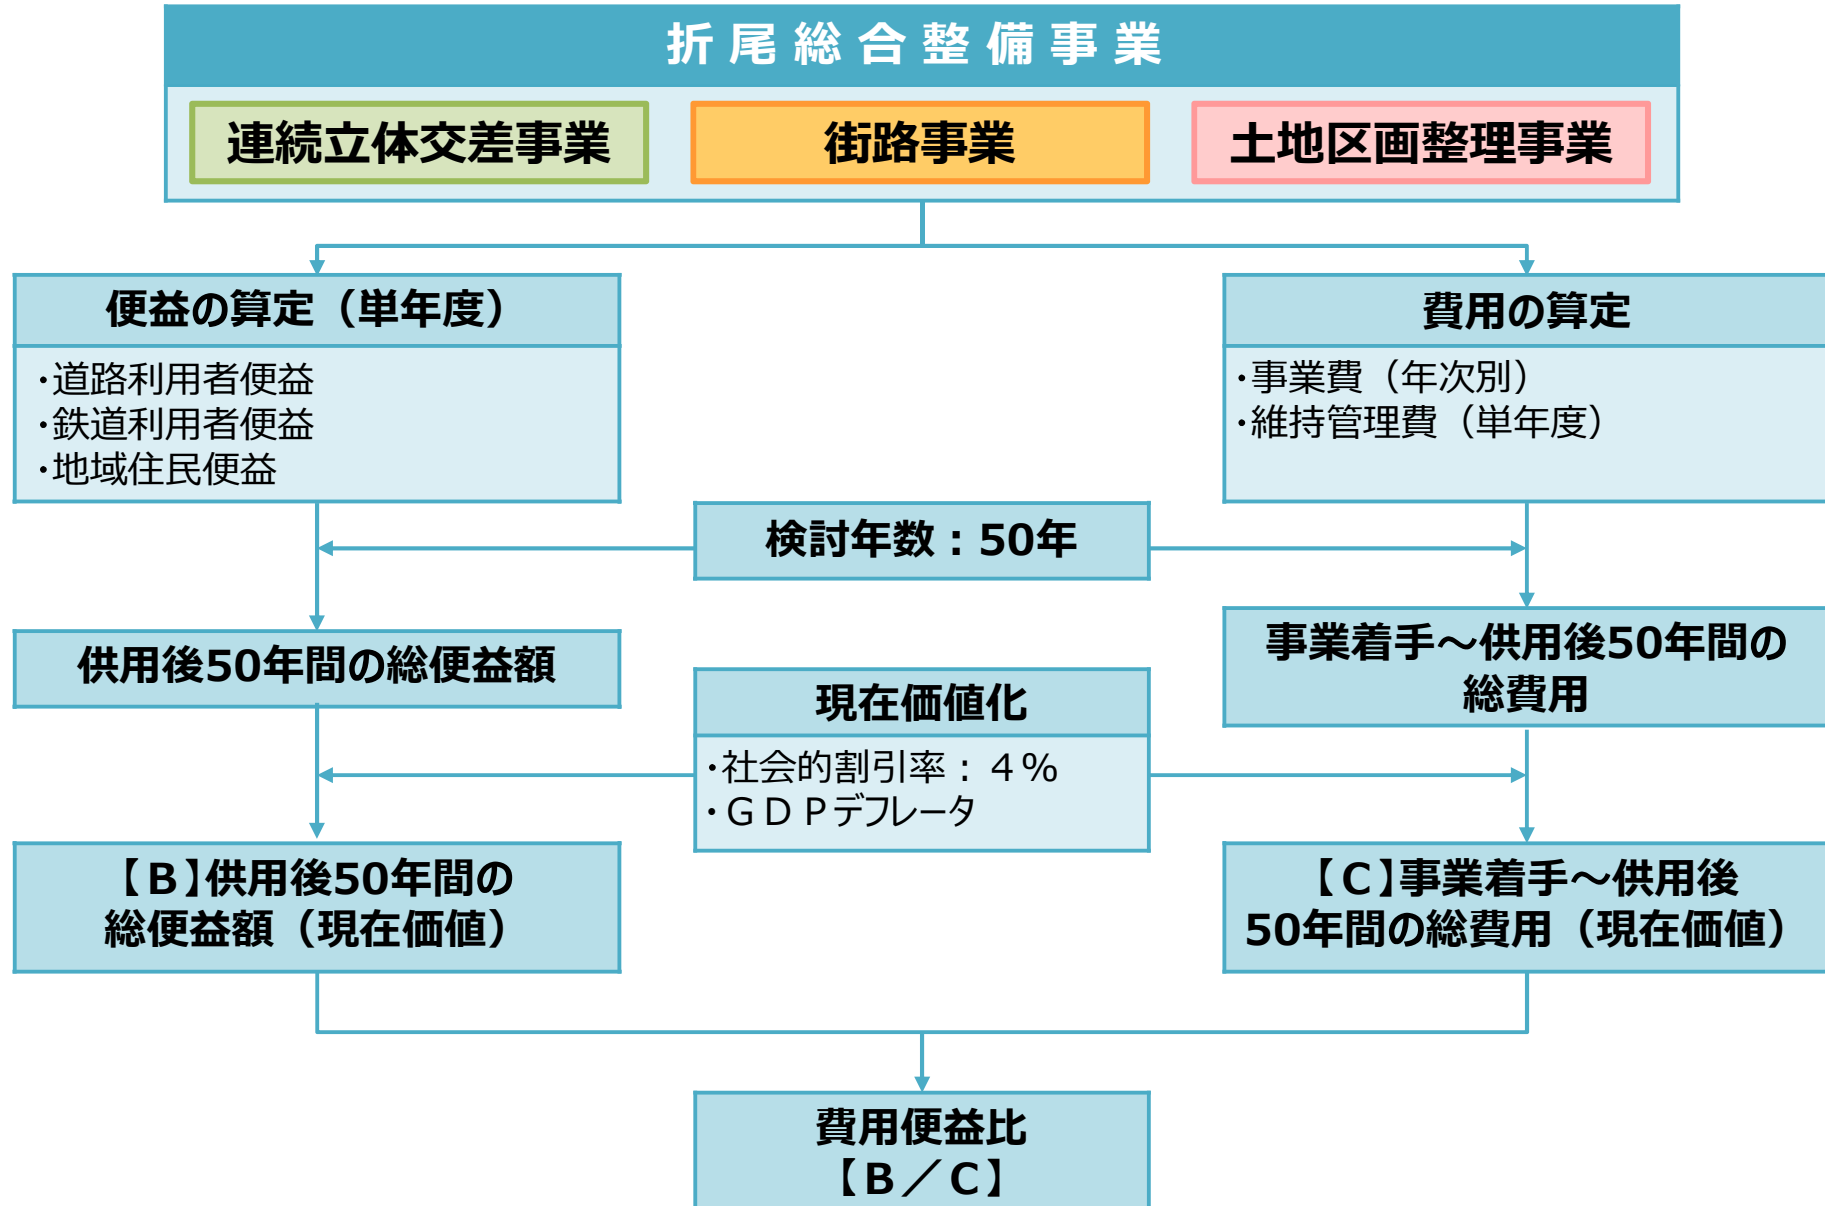 折尾総合整備事業
連続立体交差事業
街路事業
土地区画整理事業
便益の算定（単年度）
・道路利用者便益
・鉄道利用者便益
・地域住民便益
費用の算定
・事業費（年次別）
・維持管理費（単年度）
検討年数：50年
供用後50年間の総便益額
事業着手～供用後50年間の
総費用
現在価値化
・社会的割引率：４％
・ＧＤＰデフレータ
【Ｂ】供用後50年間の
総便益額（現在価値）
【Ｃ】事業着手～供用後
50年間の総費用（現在価値）
費用便益比
【Ｂ／Ｃ】